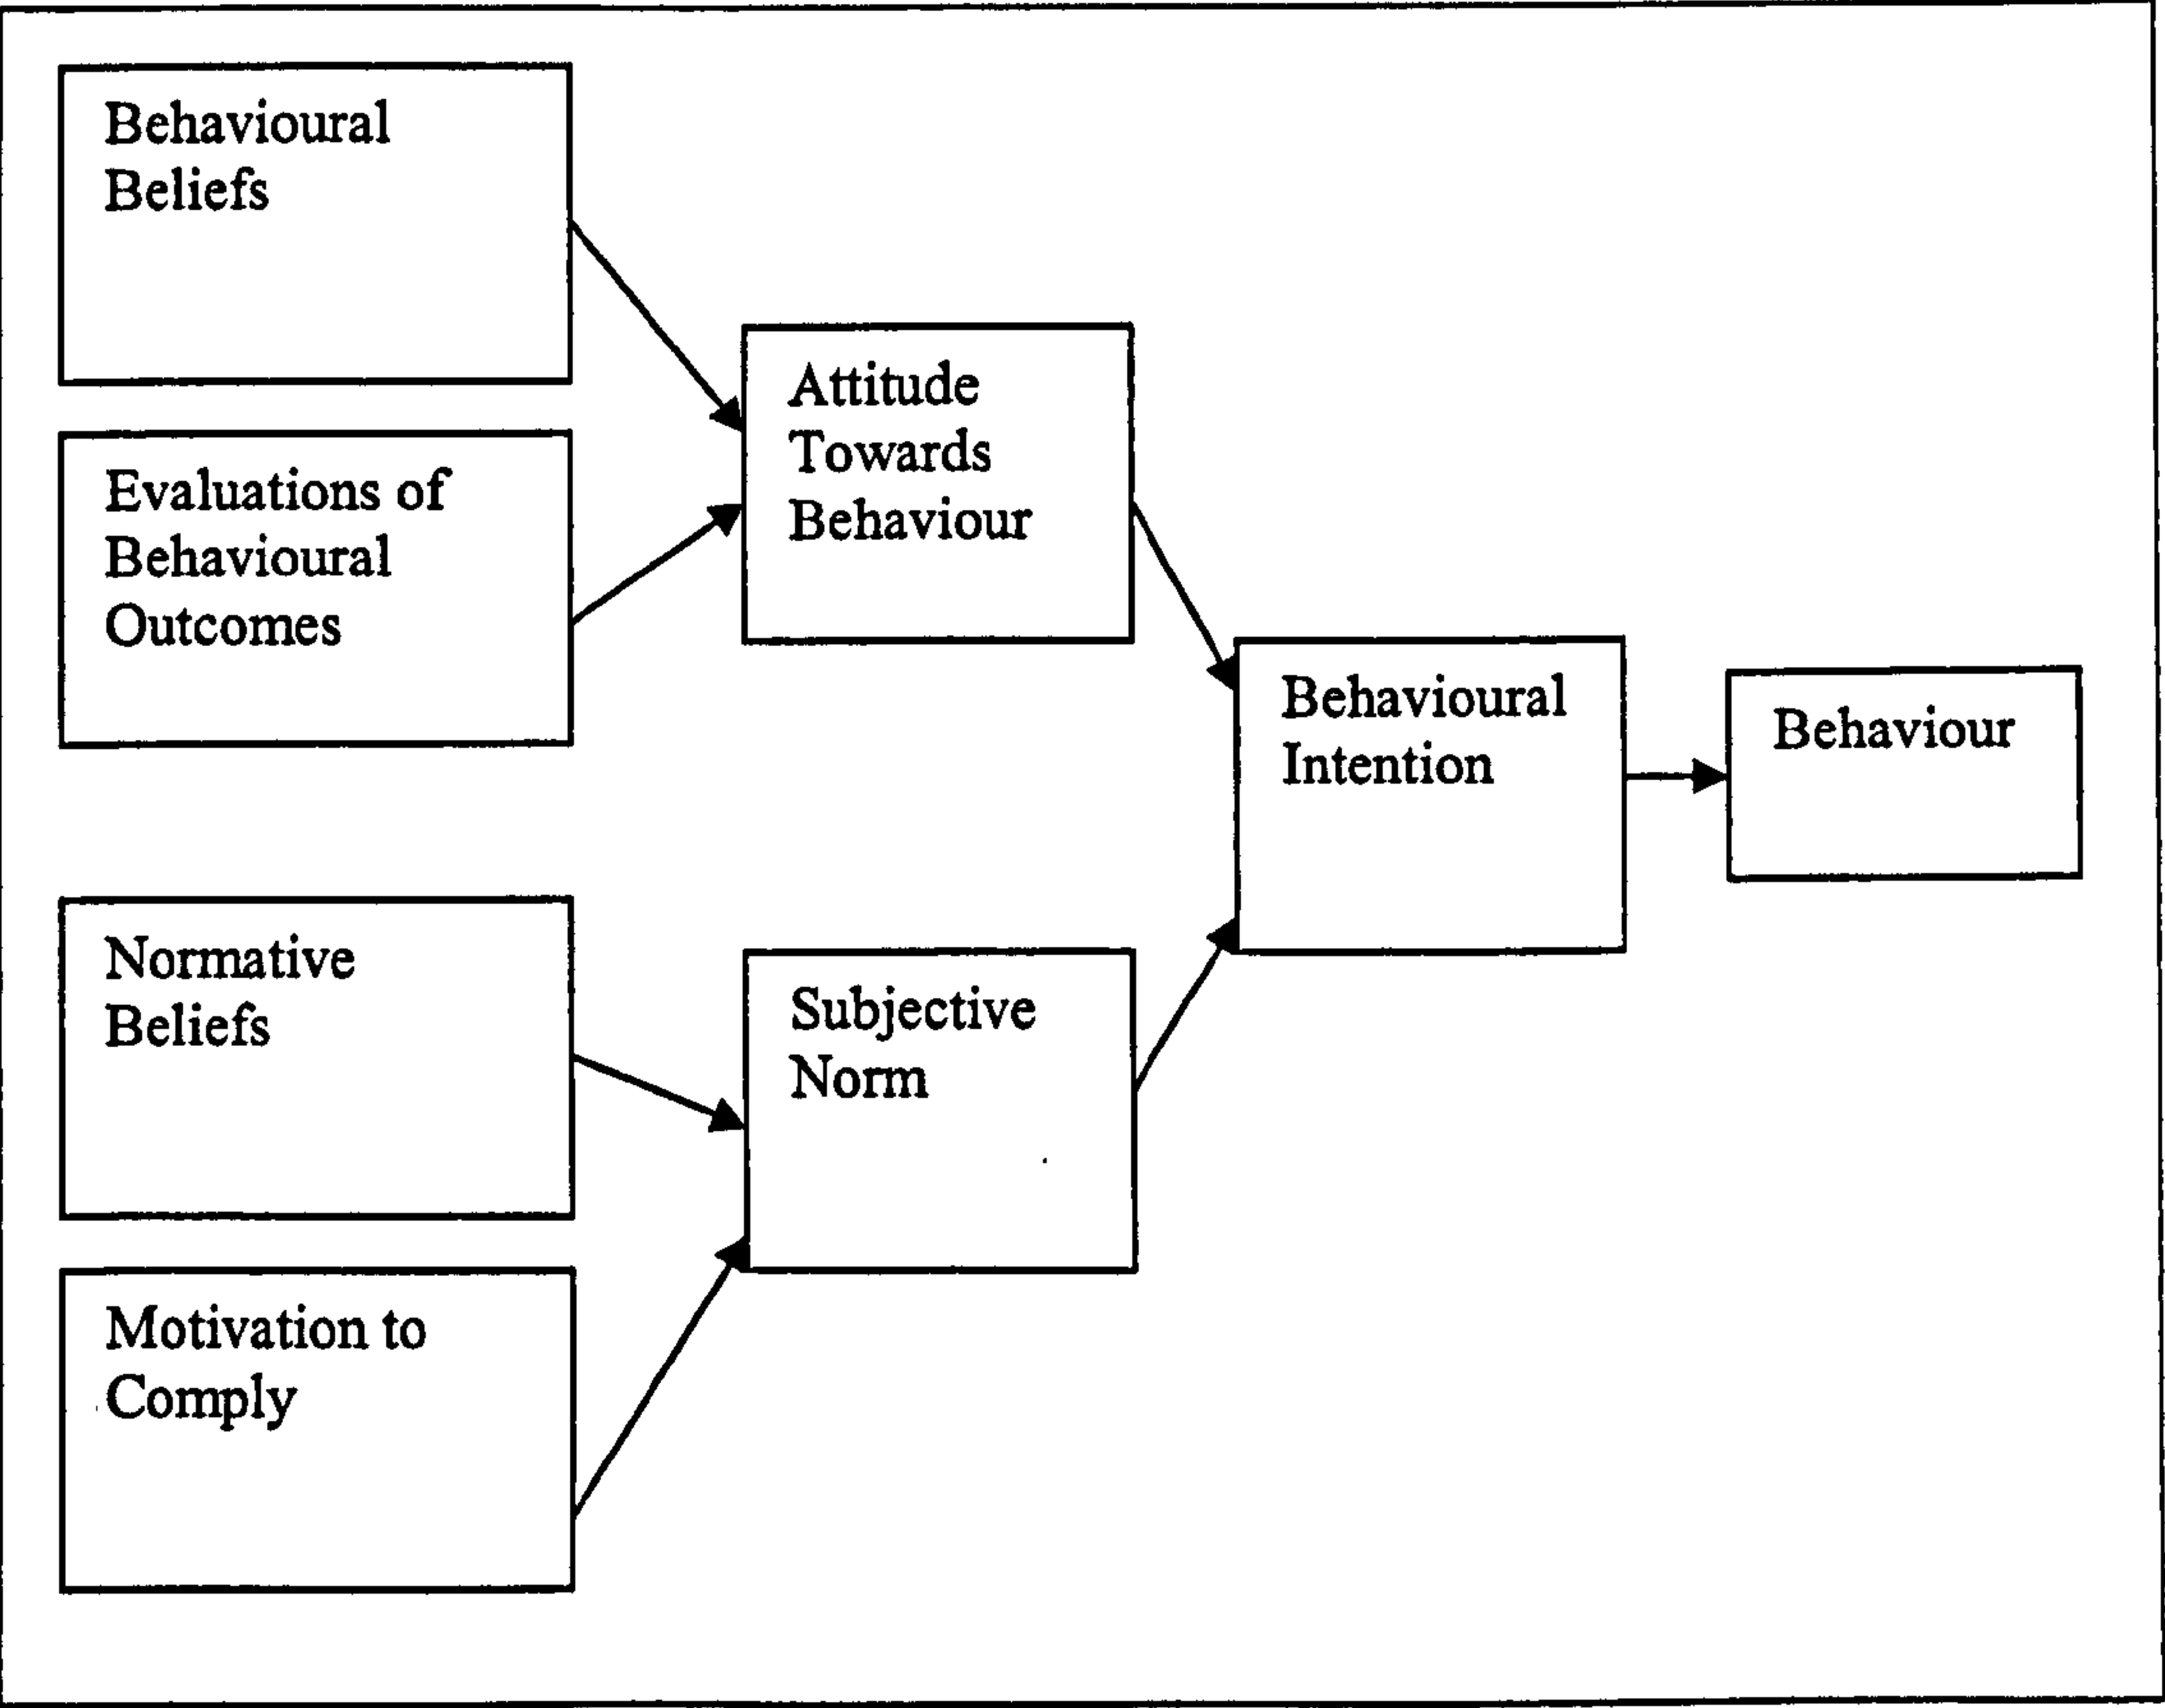 Behavioural
Beliefs
Evaluations of
Behavioural
Outcomes
Attitude
Towards
Behaviour
Normative
Beliefs
Motivation to
Comply
Subjective
Norm
Behavioural
Intention
Behaviour